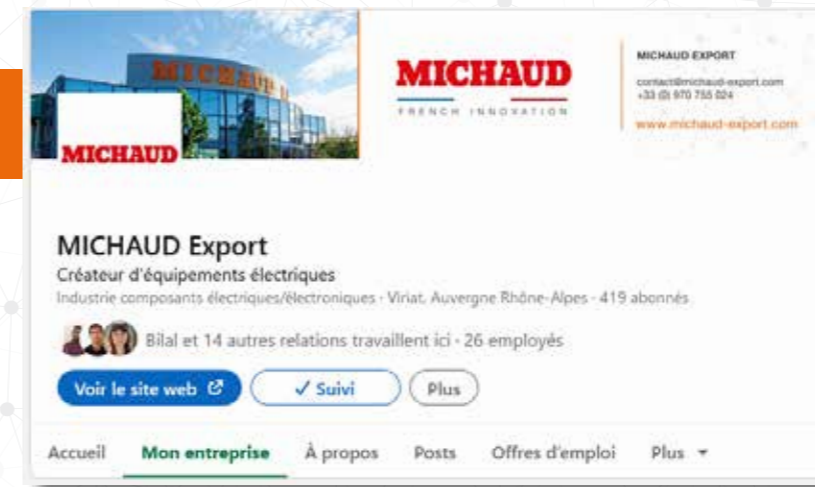 MICHAUD
MICHAUD
FRENCH INNOVATION
MICHAUD EXPORT
contact@michaud-export.com
+33 (0) 970 755 024
www.michaud-export.com
MICHAUD
MICHAUD Export
Créateur d'équipements électriques
Industrie composants électriques/électroniques · Viriat, Auvergne Rhône-Alpes · 419 abonnés
Bilal et 14 autres relations travaillent ici · 26 employés
Voir le site web
✓ Suivi
Plus
Accueil Mon entreprise À propos Posts Offres d'emploi Plus